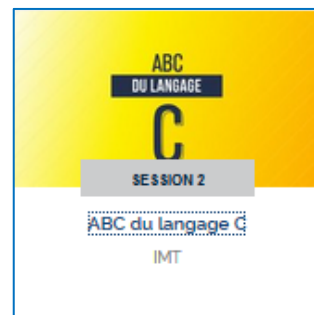 ABC
DU LANGAGE
C
SESSION 2
ABC du langage C
IMT